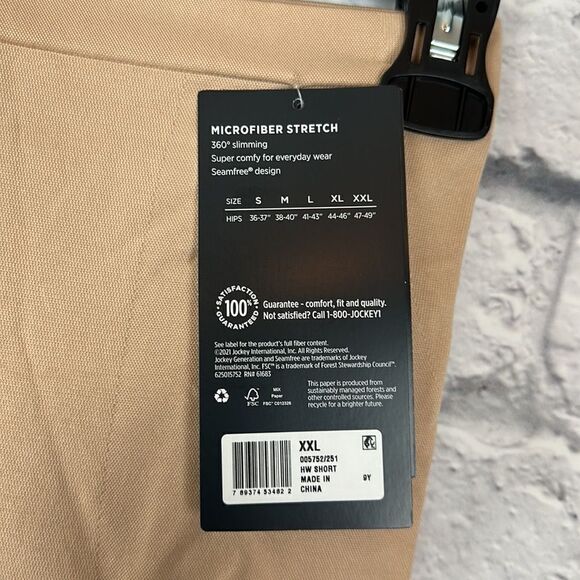 MICROFIBER STRETCH
360° slimming
Super comfy for everyday wear
Seamfree® design
SIZE S M L XL XXL
HIPS 36-37" 38-40" 41-43" 44-46" 47-49"
SATISFACTION 100% GUARANTEED
Guarantee - comfort, fit and quality.
Not satisfied? Call 1-800-JOCKEY1
See label for the product's full fiber content.
©2021 Jockey International, Inc. All Rights Reserved.
Jockey Generation and Seamfree are trademarks of Jockey
International, Inc. FSC™ is a trademark of Forest Stewardship Council™.
625015752 RN# 61683
FSC
MIX
Paper
FSC® C012326
This paper is produced from
sustainably managed forests and
other controlled sources. Please
recycle for a brighter future.
XXL
005752/251
HW SHORT
MADE IN
CHINA
9Y
7 89374 53482 2